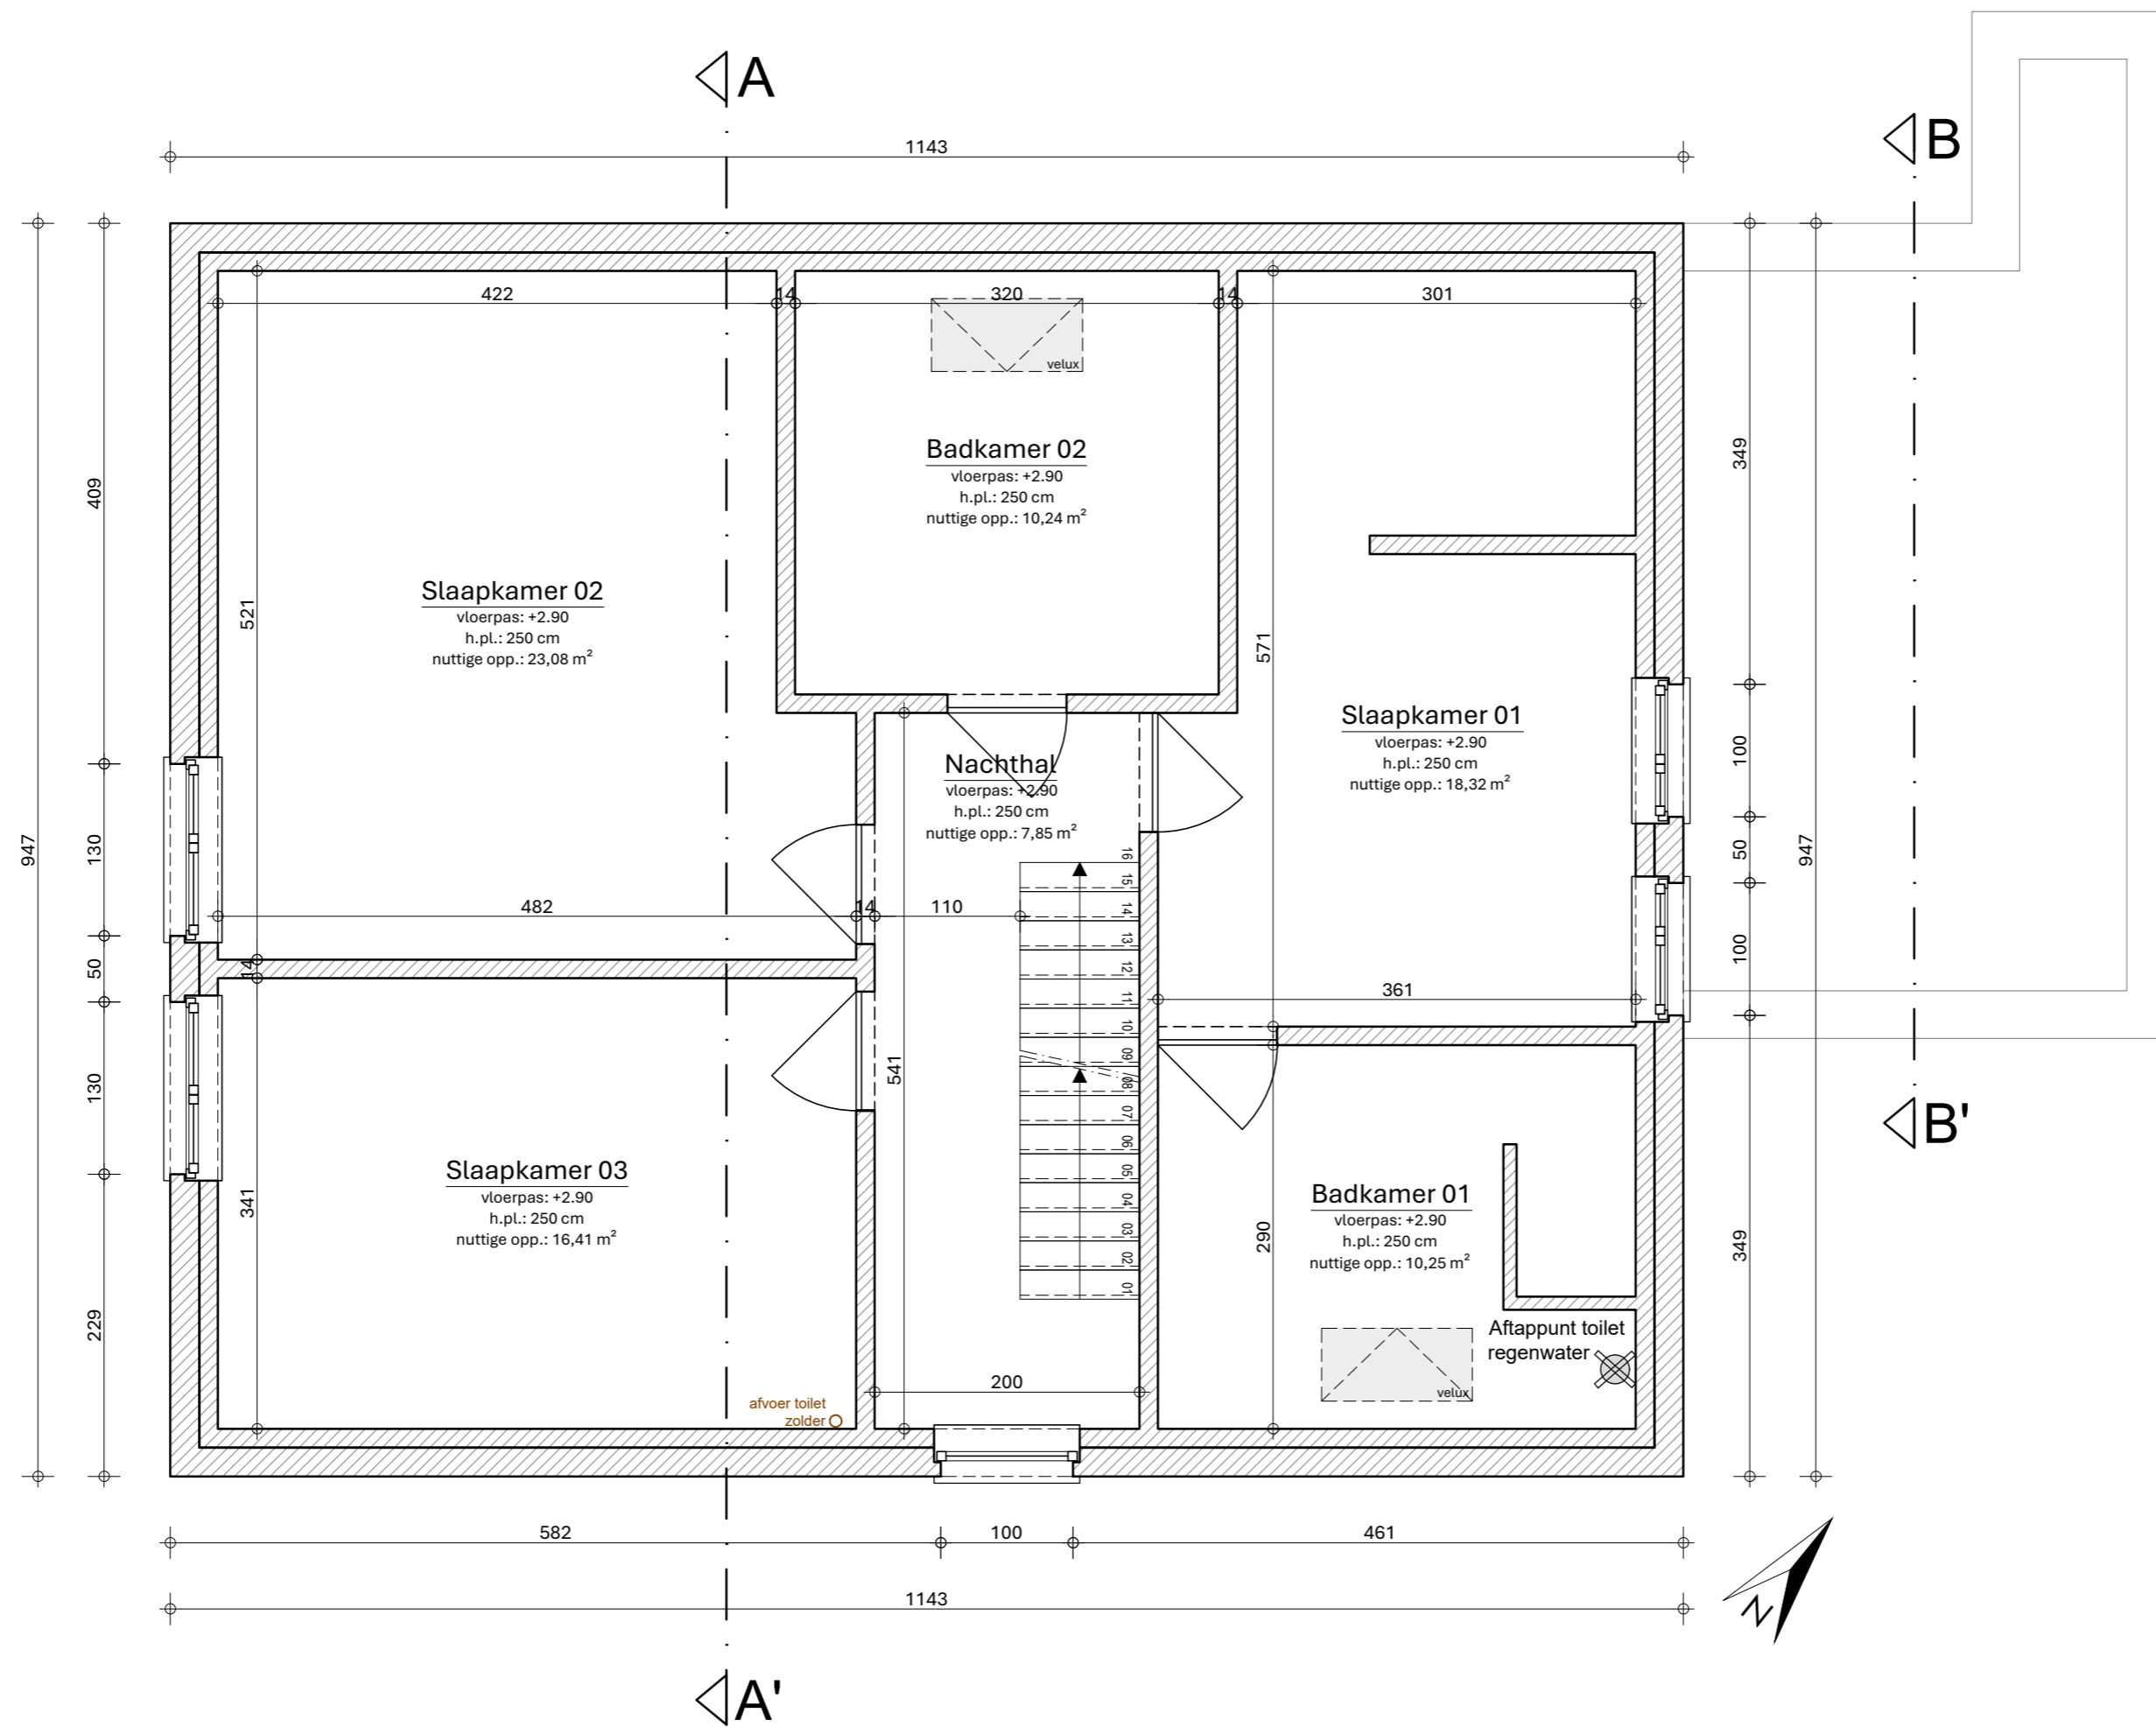 A
B
1143
422
14
320
14
301
velux
409
349
Badkamer 02
vloerpas: +2.90
h.pl.: 250 cm
nuttige opp.: 10,24 m²
Slaapkamer 02
vloerpas: +2.90
h.pl.: 250 cm
nuttige opp.: 23,08 m²
521
571
Slaapkamer 01
vloerpas: +2.90
h.pl.: 250 cm
nuttige opp.: 18,32 m²
Nachthal
vloerpas: +2.90
h.pl.: 250 cm
nuttige opp.: 7,85 m²
947
130
100
50
947
16
15
14
13
12
11
10
09
08
07
06
05
04
03
02
01
482
14
110
50
14
100
361
541
130
B'
Slaapkamer 03
vloerpas: +2.90
h.pl.: 250 cm
nuttige opp.: 16,41 m²
341
290
Badkamer 01
vloerpas: +2.90
h.pl.: 250 cm
nuttige opp.: 10,25 m²
349
229
Aftappunt toilet
regenwater
velux
200
afvoer toilet
zolder
582
100
461
1143
N
A'